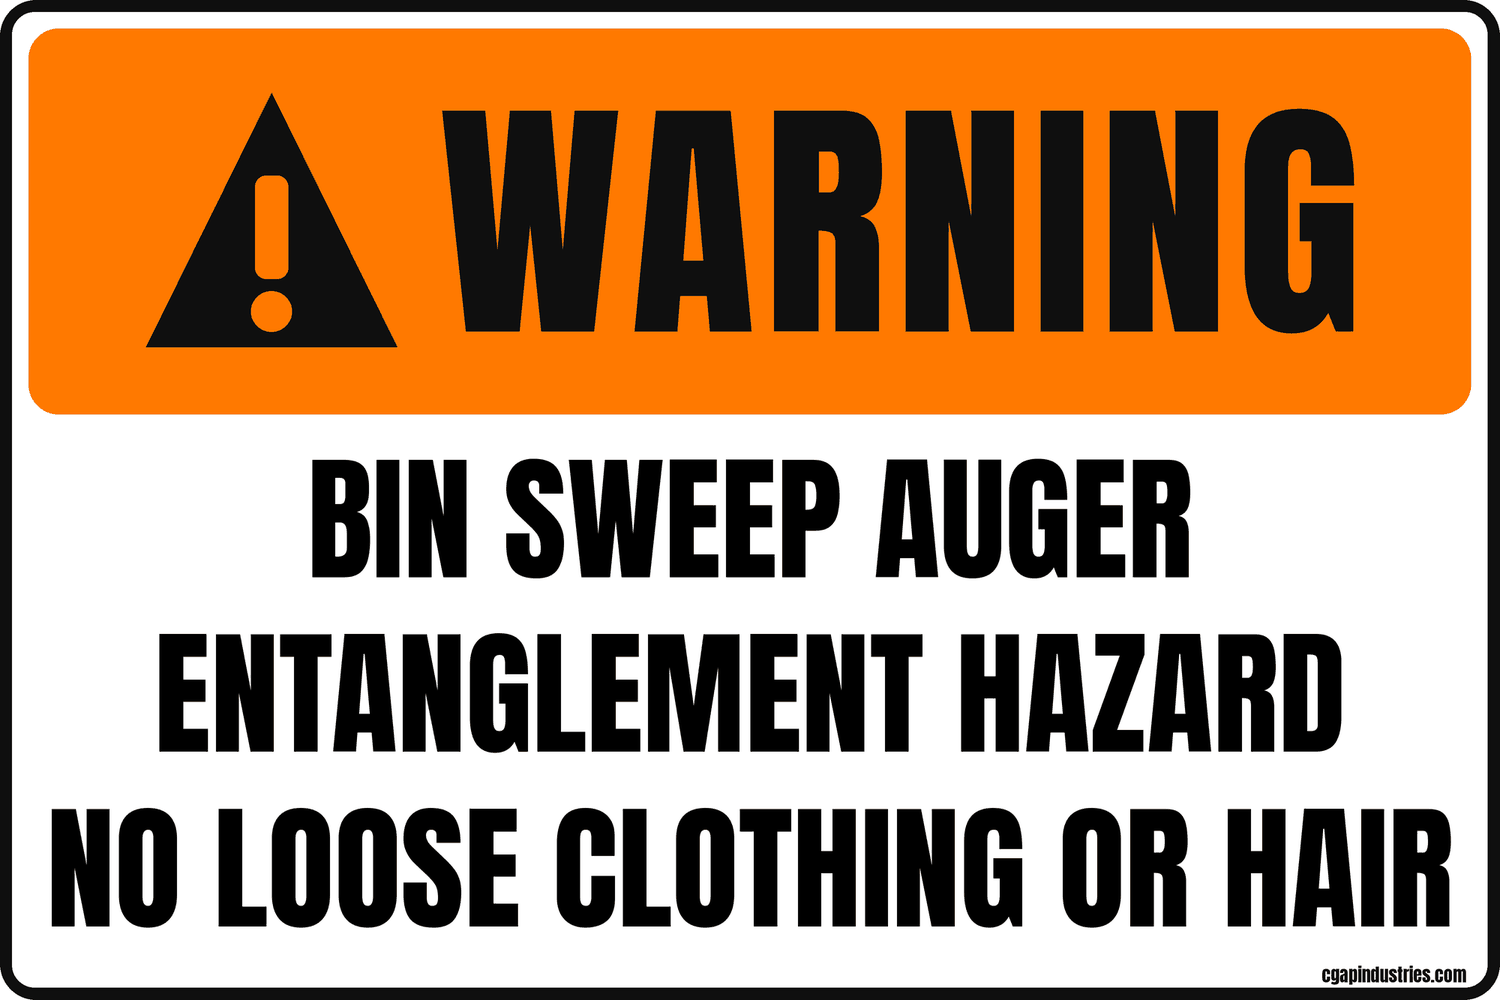 WARNING
BIN SWEEP AUGER
ENTANGLEMENT HAZARD
NO LOOSE CLOTHING OR HAIR
cgapindustries.com